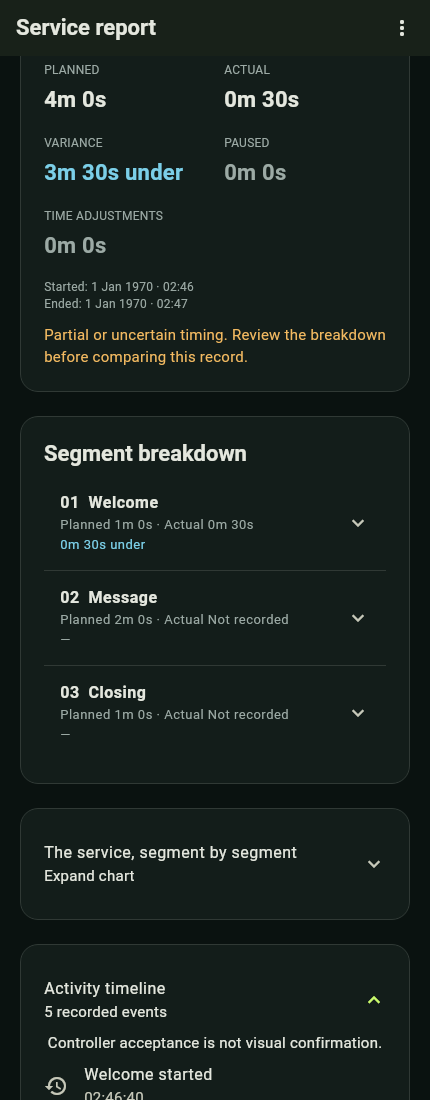 Service report
PLANNED ACTUAL
4m 0s 0m 30s
VARIANCE PAUSED
3m 30s under 0m 0s
TIME ADJUSTMENTS
0m 0s
Started: 1 Jan 1970 · 02:46
Ended: 1 Jan 1970 · 02:47
Partial or uncertain timing. Review the breakdown
before comparing this record.
Segment breakdown
01 Welcome
Planned 1m 0s · Actual 0m 30s
0m 30s under
02 Message
Planned 2m 0s · Actual Not recorded
—
03 Closing
Planned 1m 0s · Actual Not recorded
—
The service, segment by segment
Expand chart
Activity timeline
5 recorded events
Controller acceptance is not visual confirmation.
Welcome started
02:46:40